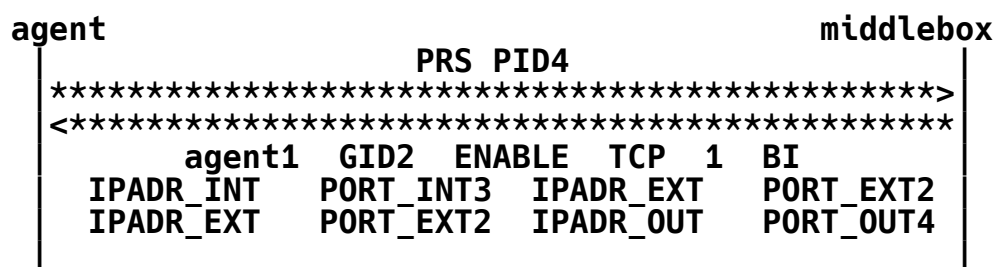 agent middlebox
PRS PID4
**********************************************>
<**********************************************
agent1 GID2 ENABLE TCP 1 BI
IPADR_INT PORT_INT3 IPADR_EXT PORT_EXT2
IPADR_EXT PORT_EXT2 IPADR_OUT PORT_OUT4